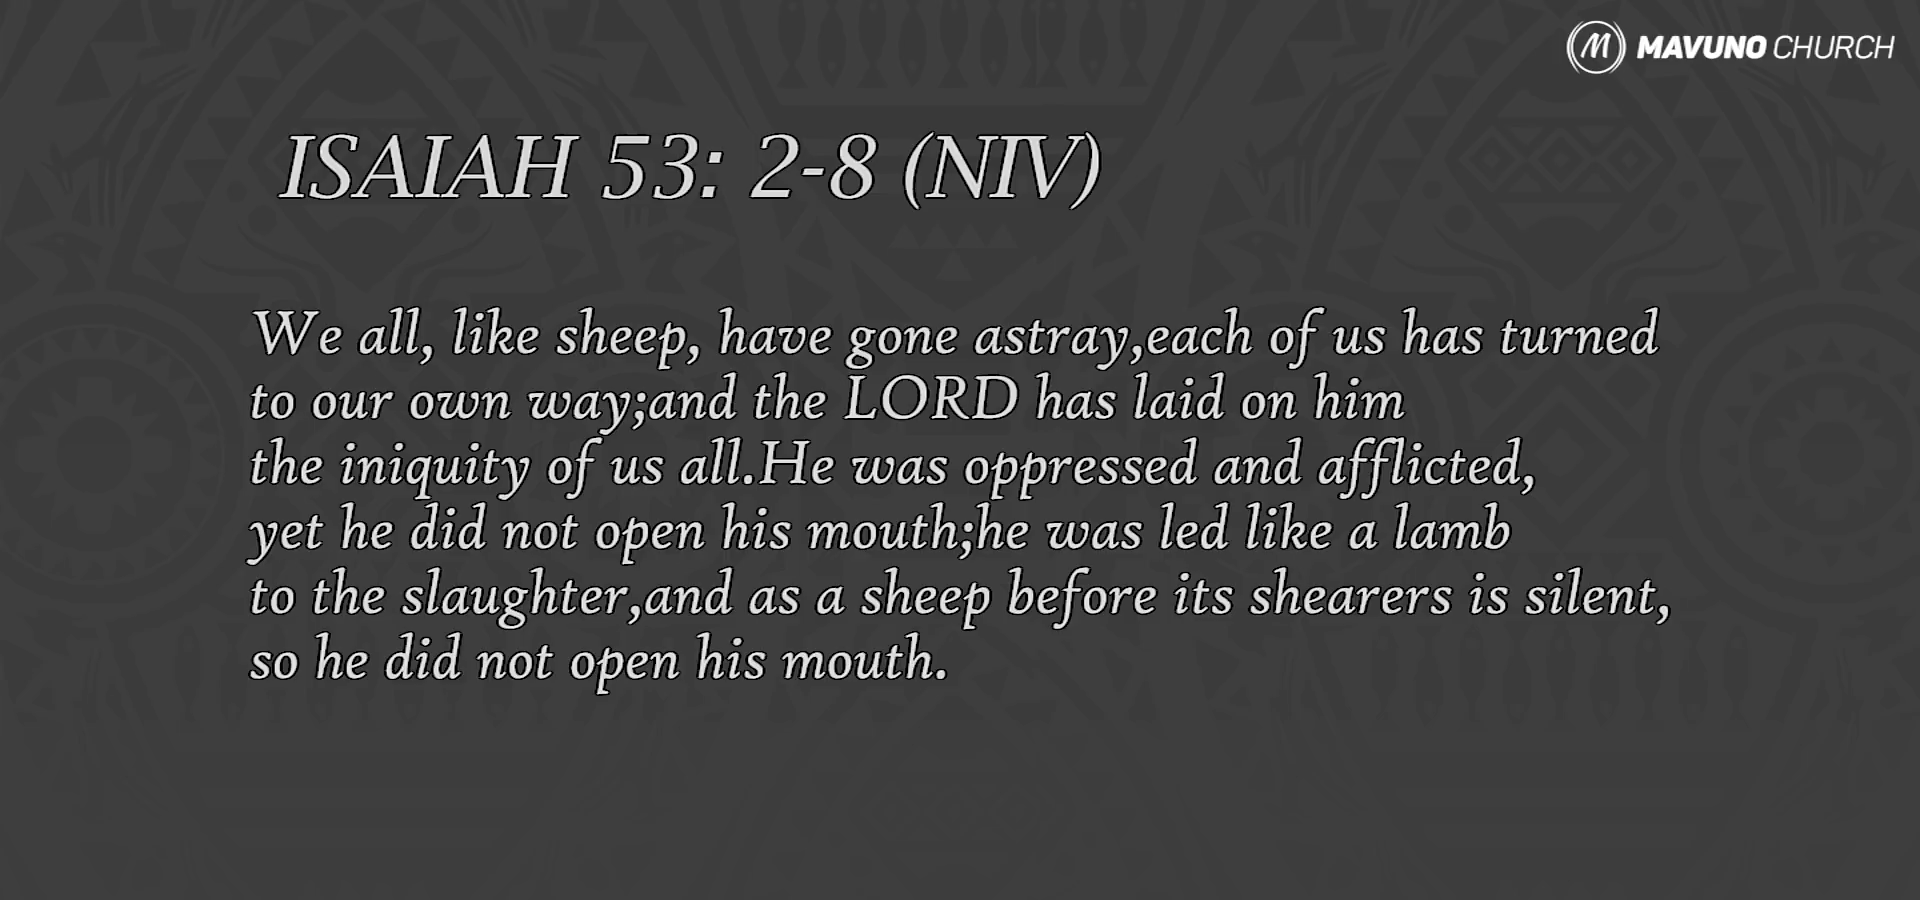 MAVUNO CHURCH
ISAIAH 53: 2-8 (NIV)
We all, like sheep, have gone astray,each of us has turned
to our own way;and the LORD has laid on him
the iniquity of us all.He was oppressed and afflicted,
yet he did not open his mouth;he was led like a lamb
to the slaughter,and as a sheep before its shearers is silent,
so he did not open his mouth.